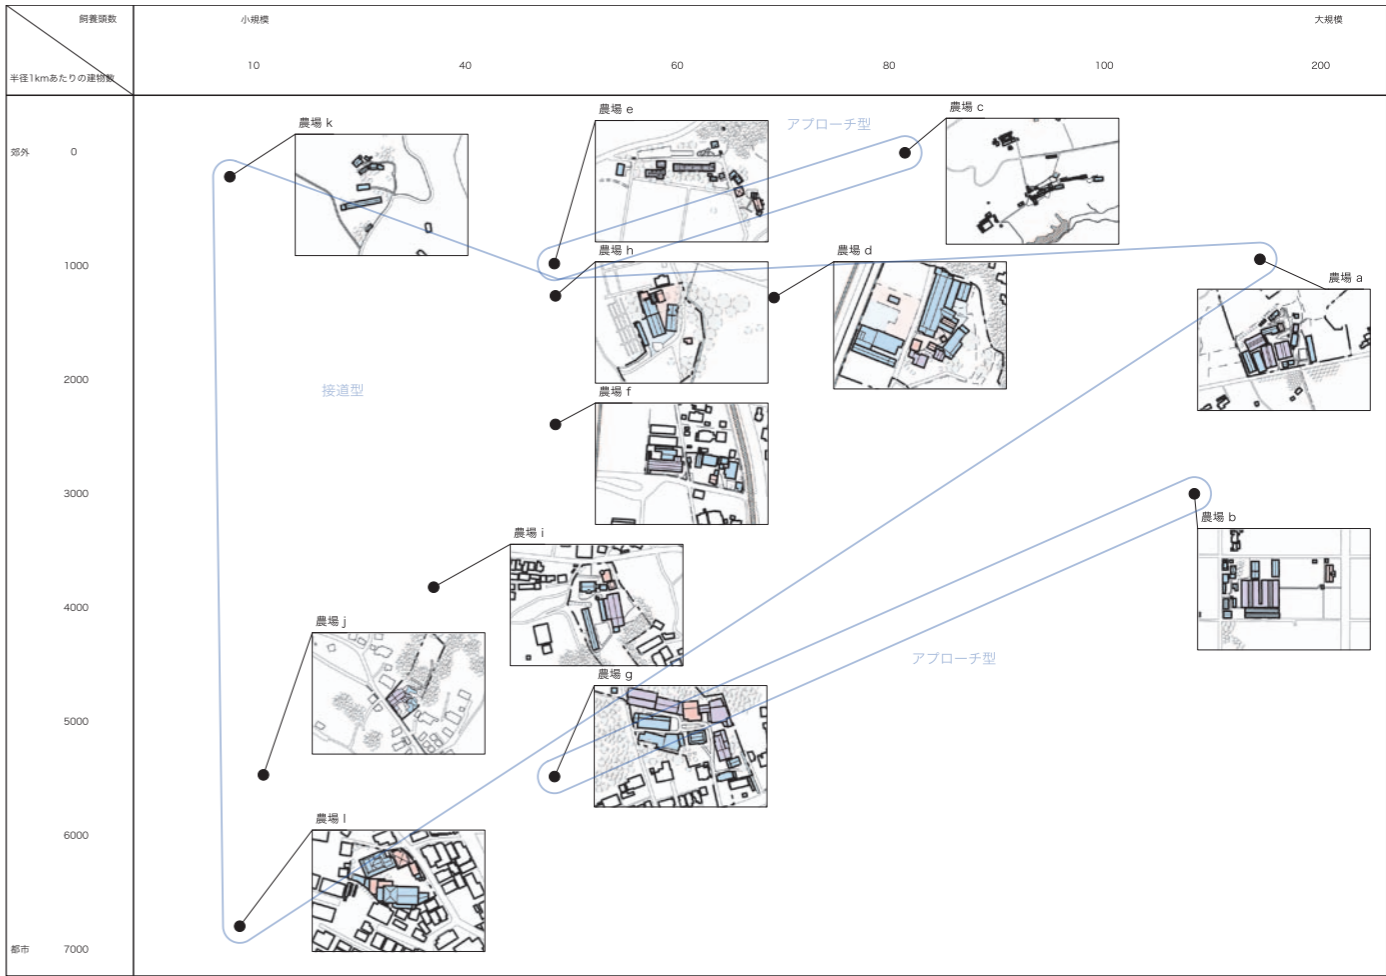 飼養頭数
小規模
大規模
半径1kmあたりの建物数
10
40
60
80
100
200
農場 e
農場 c
農場 k
アプローチ型
郊外
0
農場 h
農場 d
1000
農場 a
2000
接道型
農場 f
3000
農場 b
農場 i
4000
農場 j
アプローチ型
農場 g
5000
農場 l
6000
都市
7000